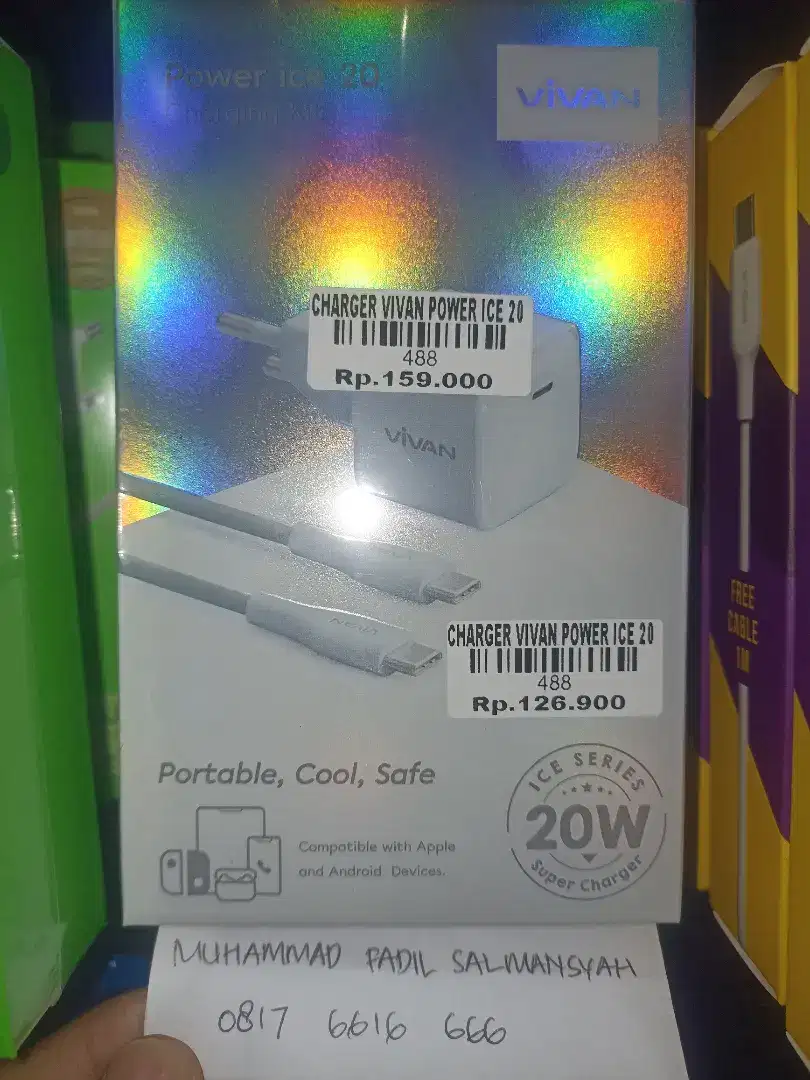 Power Ice 20
ViVAN
CHARGER VIVAN POWER ICE 20
488
Rp.159.000
ViVAN
ViVAN
CHARGER VIVAN POWER ICE 20
488
Rp.126.900
Portable, Cool, Safe
Compatible with Apple
and Android Devices.
ICE SERIES
20W
Super Charger
FREE
CABLE
1M
MUHAMMAD PADIL SALMANSYAH
0817 6616 666